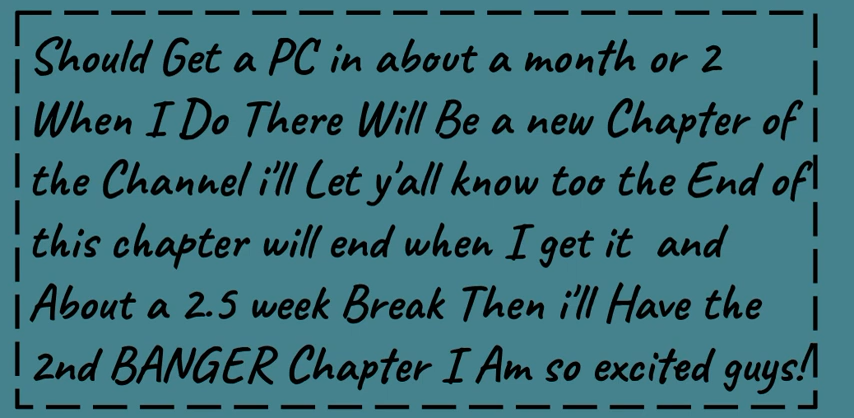 Should Get a PC in about a month or 2
When I Do There Will Be a new Chapter of
the Channel i'll Let y'all know too the End of
this chapter will end when I get it  and
About a 2.5 week Break Then i'll Have the
2nd BANGER Chapter I Am so excited guys!